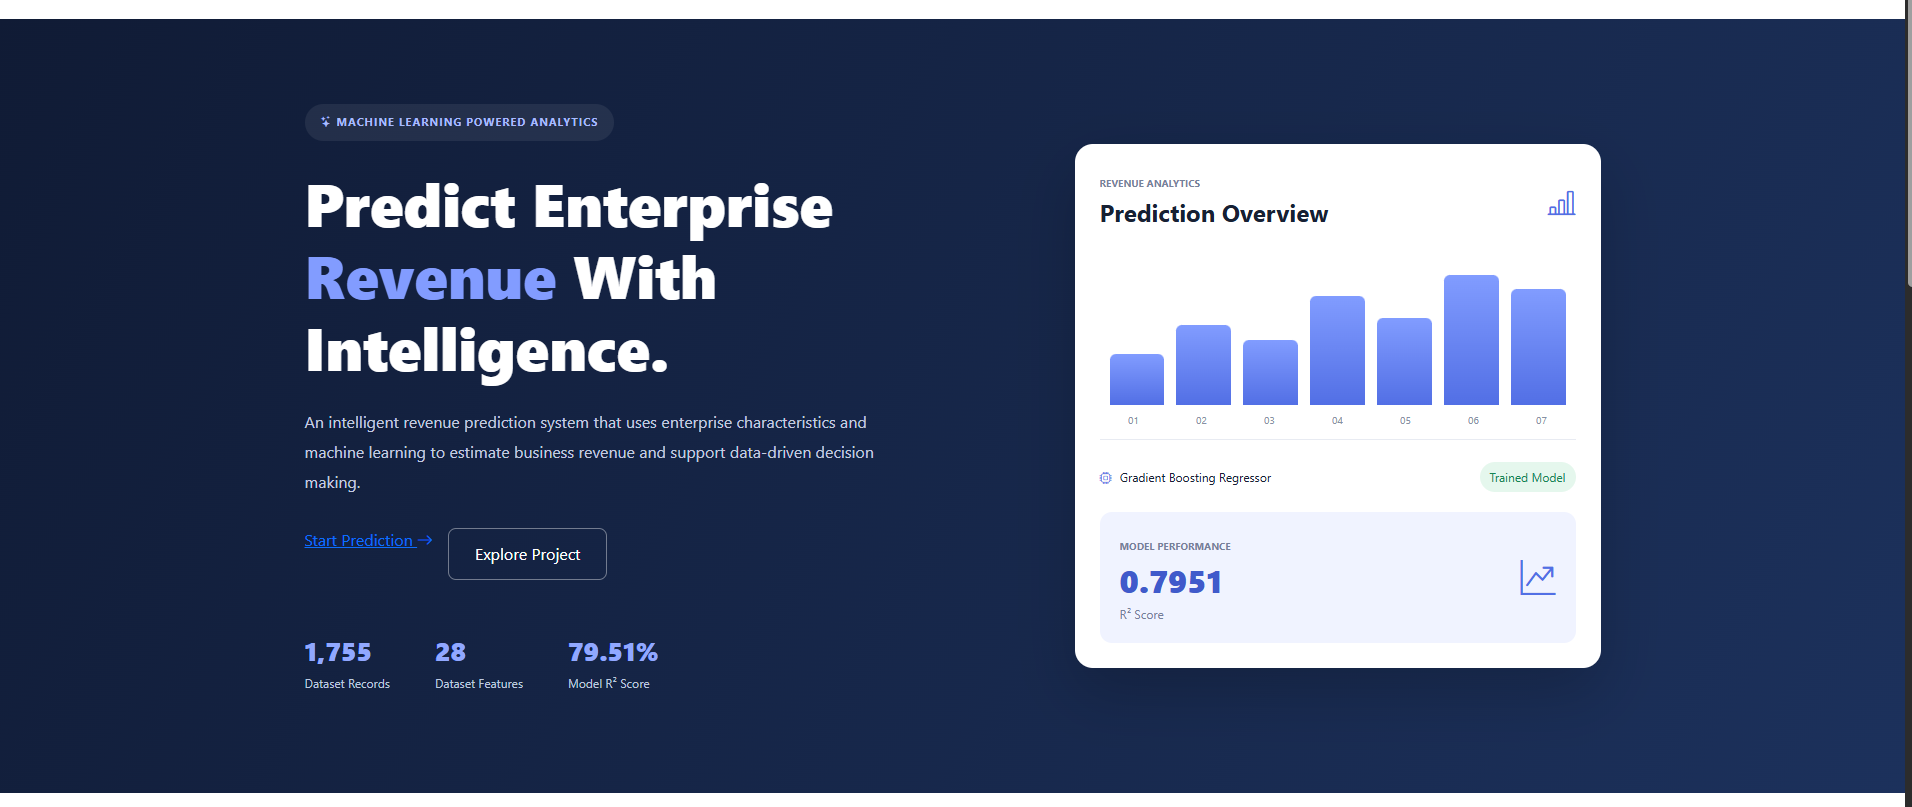 MACHINE LEARNING POWERED ANALYTICS
Predict Enterprise
Revenue With
Intelligence.
An intelligent revenue prediction system that uses enterprise characteristics and
machine learning to estimate business revenue and support data-driven decision
making.
Start Prediction →
Explore Project
1,755
Dataset Records
28
Dataset Features
79.51%
Model R² Score
REVENUE ANALYTICS
Prediction Overview
01 02 03 04 05 06 07
Gradient Boosting Regressor
Trained Model
MODEL PERFORMANCE
0.7951
R² Score